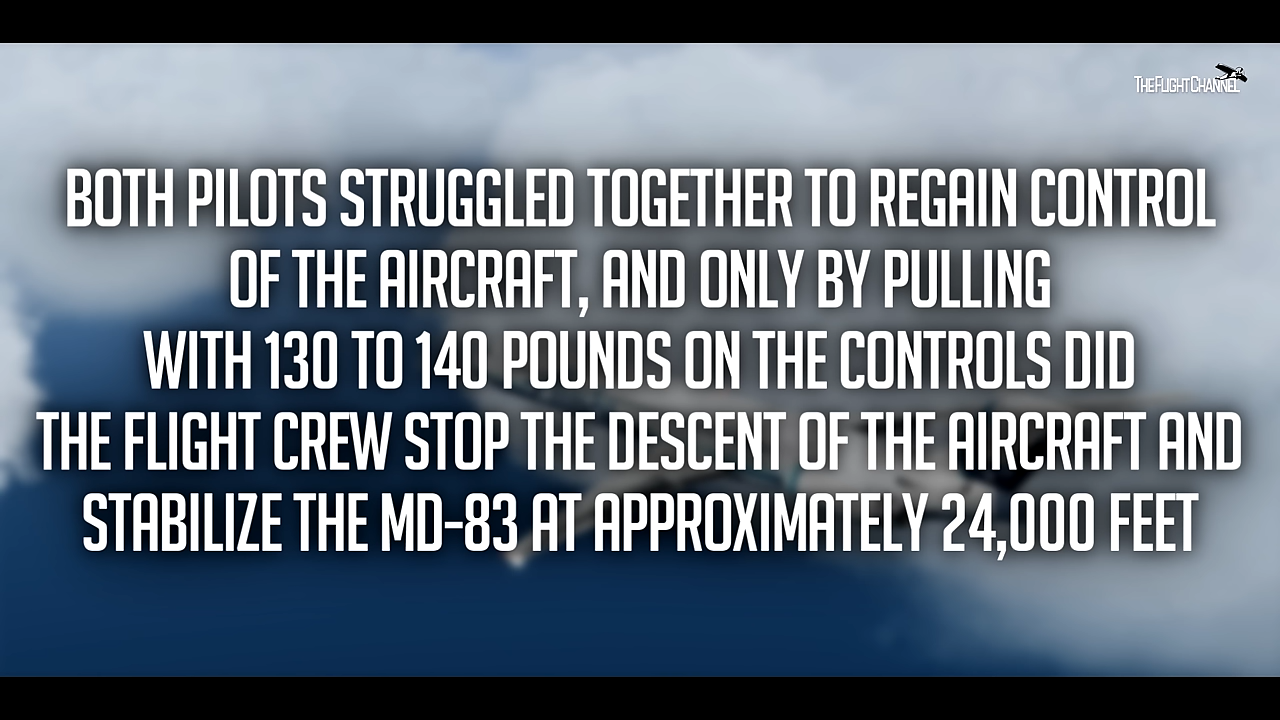 THEFLIGHTCHANNEL
BOTH PILOTS STRUGGLED TOGETHER TO REGAIN CONTROL
OF THE AIRCRAFT, AND ONLY BY PULLING
WITH 130 TO 140 POUNDS ON THE CONTROLS DID
THE FLIGHT CREW STOP THE DESCENT OF THE AIRCRAFT AND
STABILIZE THE MD-83 AT APPROXIMATELY 24,000 FEET